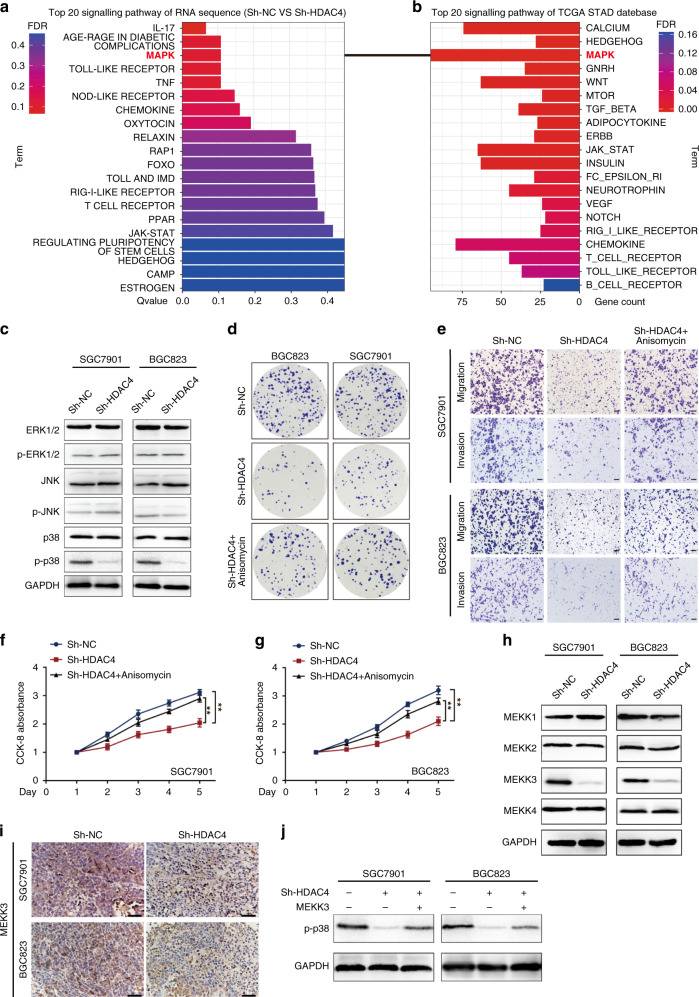 a
Top 20 signalling pathway of RNA sequence (Sh-NC VS Sh-HDAC4)
FDR
0.4
0.3
0.2
0.1
Term
IL-17
AGE-RAGE IN DIABETIC
COMPLICATIONS
MAPK
TOLL-LIKE RECEPTOR
TNF
NOD-LIKE RECEPTOR
CHEMOKINE
OXYTOCIN
RELAXIN
RAP1
FOXO
TOLL AND IMD
RIG-I-LIKE RECEPTOR
T CELL RECEPTOR
PPAR
JAK-STAT
REGULATING PLURIPOTENCY
OF STEM CELLS
HEDGEHOG
CAMP
ESTROGEN
Qvalue 0.0 0.1 0.2 0.3 0.4
b
Top 20 signalling pathway of TCGA STAD datebase
FDR
0.16
0.12
0.08
0.04
0.00
Term
CALCIUM
HEDGEHOG
MAPK
GNRH
WNT
MTOR
TGF_BETA
ADIPOCYTOKINE
ERBB
JAK_STAT
INSULIN
FC_EPSILON_RI
NEUROTROPHIN
VEGF
NOTCH
RIG_I_LIKE_RECEPTOR
CHEMOKINE
T_CELL_RECEPTOR
TOLL_LIKE_RECEPTOR
B_CELL_RECEPTOR
75 50 25 0 Gene count
c
SGC7901 BGC823
Sh-NC Sh-HDAC4 Sh-NC Sh-HDAC4
ERK1/2
p-ERK1/2
JNK
p-JNK
p38
p-p38
GAPDH
d
BGC823 SGC7901
Sh-NC
Sh-HDAC4
Sh-HDAC4+
Anisomycin
e
Sh-NC Sh-HDAC4 Sh-HDAC4+
Anisomycin
SGC7901
Migration
Invasion
BGC823
Migration
Invasion
f
Sh-NC
Sh-HDAC4
Sh-HDAC4+Anisomycin
CCK-8 absorbance
4
3
2
1
0
**
**
SGC7901
Day 0 1 2 3 4 5
g
Sh-NC
Sh-HDAC4
Sh-HDAC4+Anisomycin
CCK-8 absorbance
4
3
2
1
0
**
**
BGC823
Day 0 1 2 3 4 5
h
SGC7901 BGC823
Sh-NC Sh-HDAC4 Sh-NC Sh-HDAC4
MEKK1
MEKK2
MEKK3
MEKK4
GAPDH
i
Sh-NC Sh-HDAC4
MEKK3
SGC7901
BGC823
j
SGC7901 BGC823
Sh-HDAC4 − + + − + +
MEKK3 − − + − − +
p-p38
GAPDH